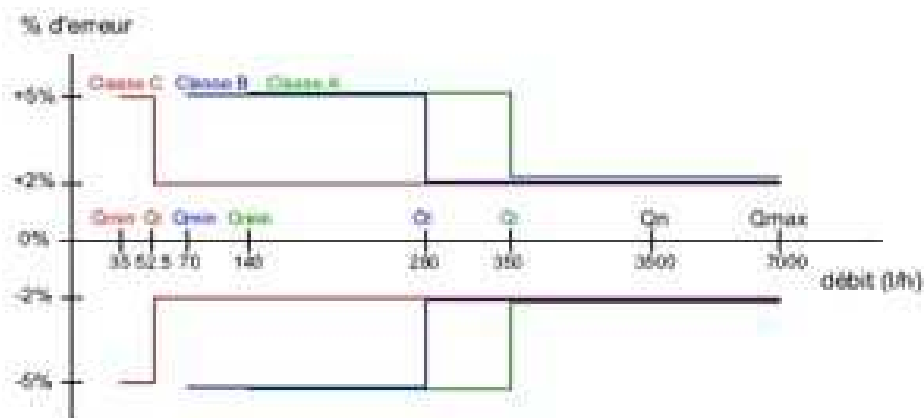 % d'erreur
Classe C Classe B Classe A
+5%
+2%
Qmin Qt Qmin Qmin Qt Qt Qn Qmax
0%
35 52.5 70 140 280 350 3500 7000
débit (l/h)
-2%
-5%